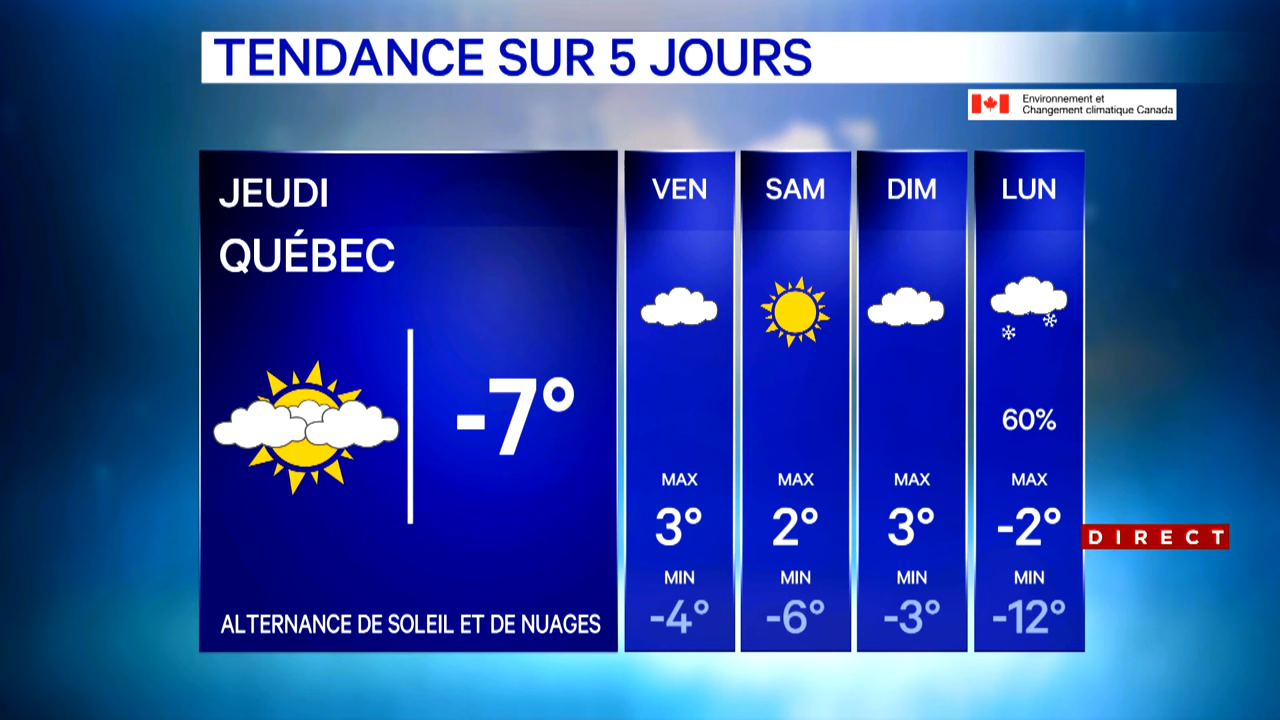 TENDANCE SUR 5 JOURS
Environnement et
Changement climatique Canada
JEUDI
QUÉBEC
-7°
ALTERNANCE DE SOLEIL ET DE NUAGES
VEN
MAX
3°
MIN
-4°
SAM
MAX
2°
MIN
-6°
DIM
MAX
3°
MIN
-3°
LUN
60%
MAX
-2°
MIN
-12°
DIRECT